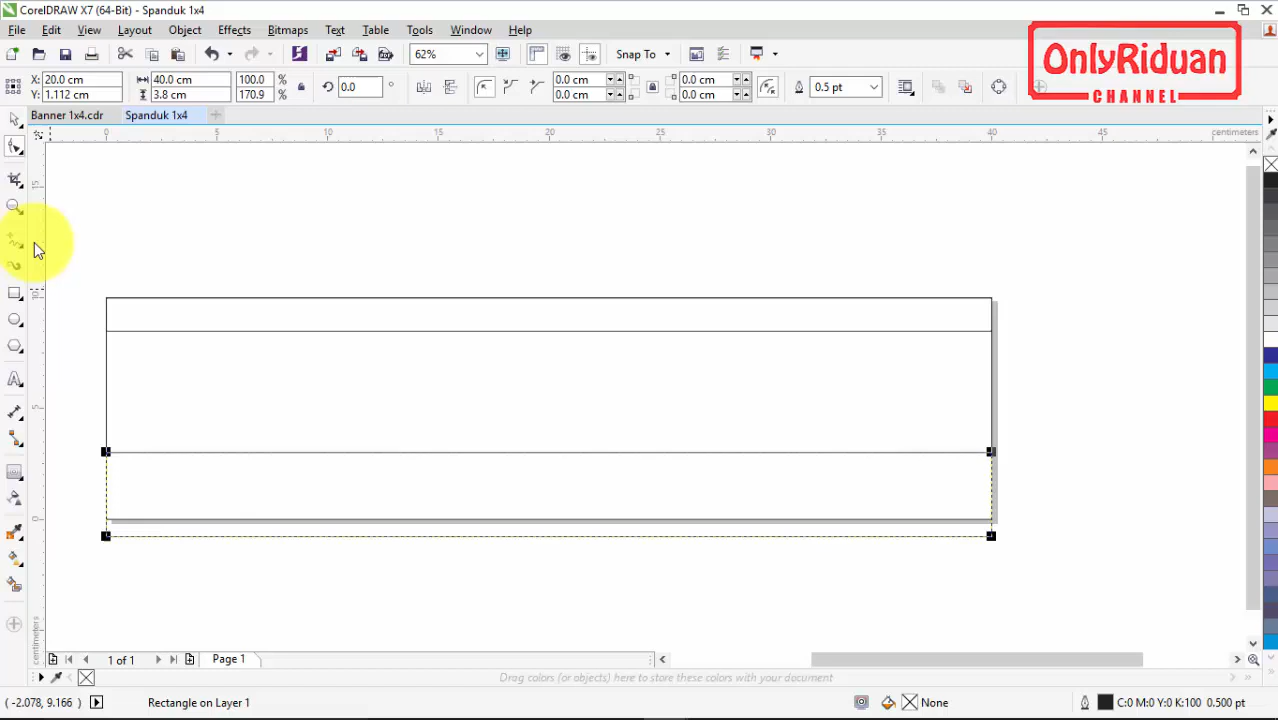 CorelDRAW X7 (64-Bit) - Spanduk 1x4
File Edit View Layout Object Effects Bitmaps Text Table Tools Window Help
62% Snap To
OnlyRiduan
CHANNEL
X: 20.0 cm 40.0 cm 100.0 % 0.0 ° 0.0 cm 0.0 cm 0.5 pt
Y: 1.112 cm 3.8 cm 170.9 % 0.0 cm 0.0 cm
Banner 1x4.cdr Spanduk 1x4
0 5 10 15 20 25 30 35 40 45 centimeters
15
10
5
0
centimeters
1 of 1 Page 1
Drag colors (or objects) here to store these colors with your document
( -2.078, 9.166 ) Rectangle on Layer 1 None C:0 M:0 Y:0 K:100 0.500 pt